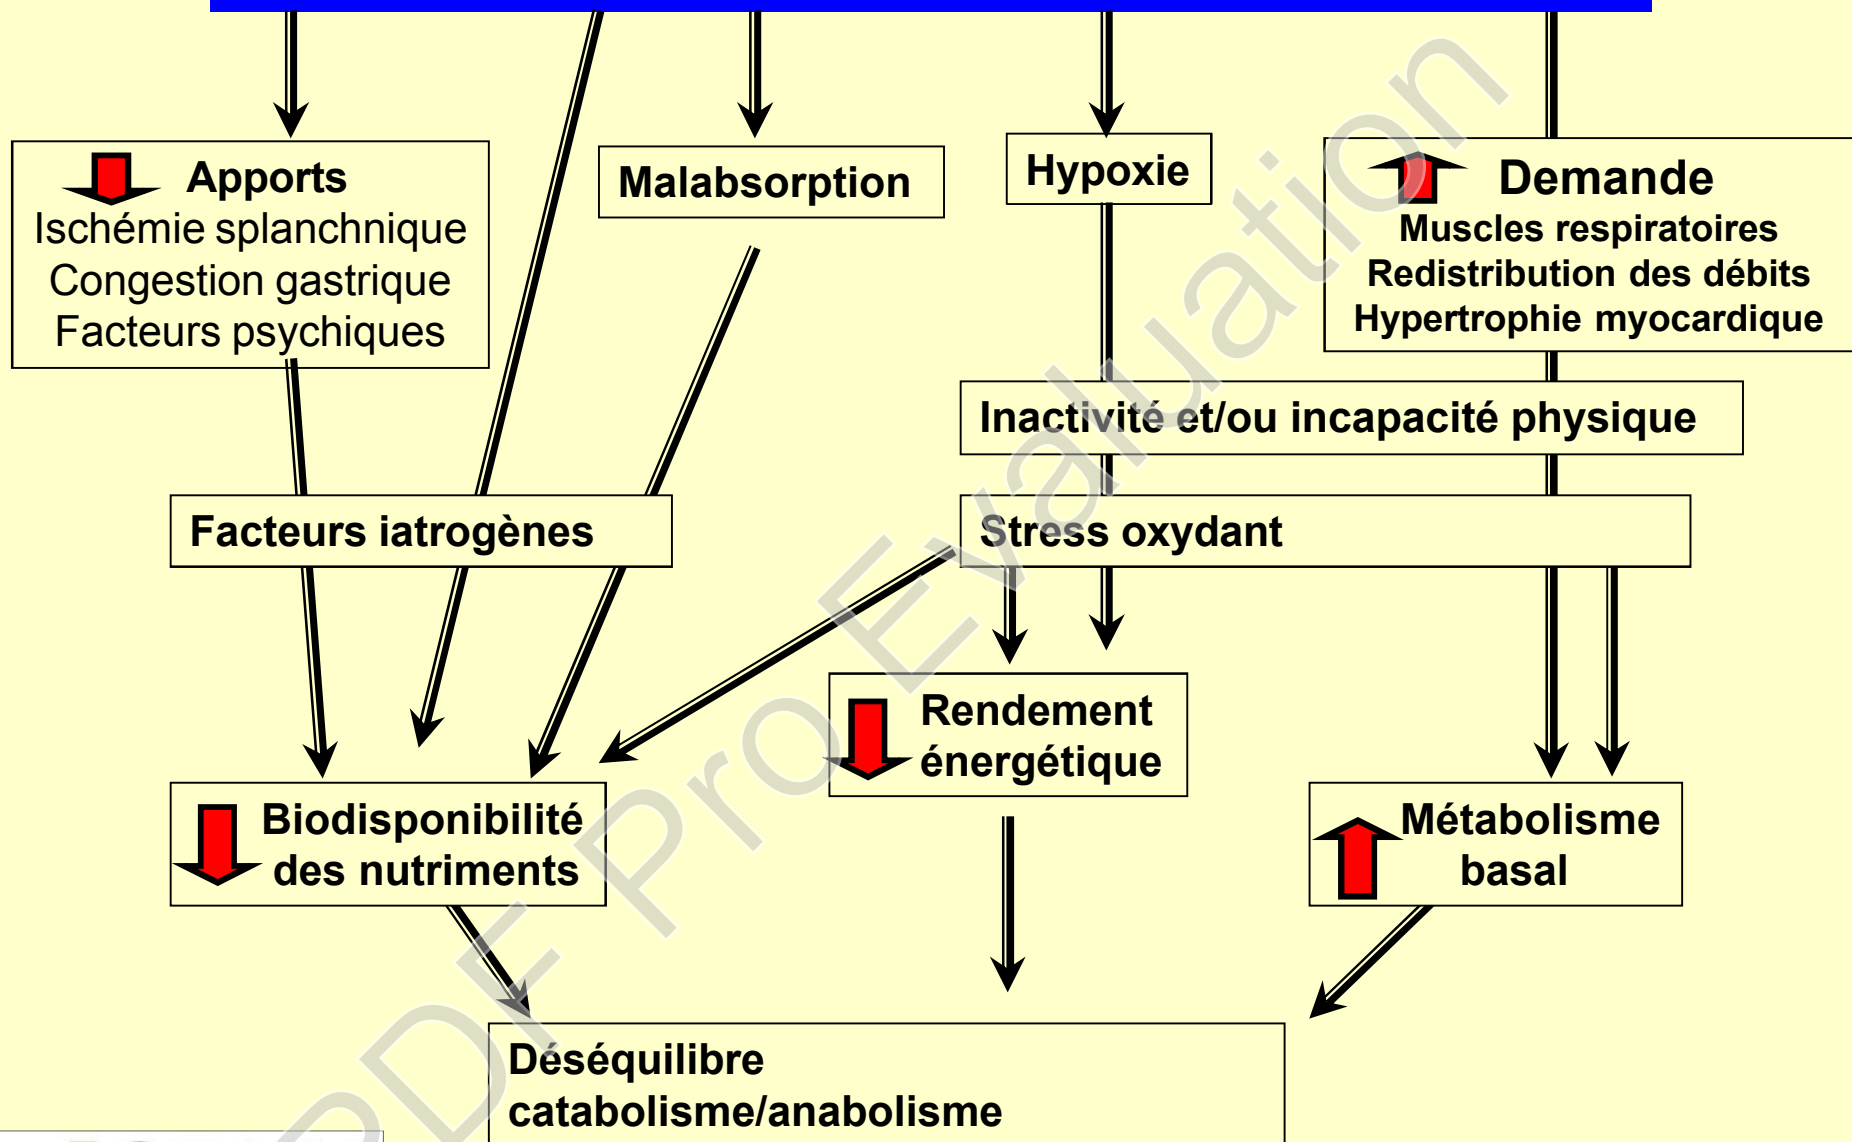 Apports
Ischémie splanchnique
Congestion gastrique
Facteurs psychiques
Malabsorption
Hypoxie
Demande
Muscles respiratoires
Redistribution des débits
Hypertrophie myocardique
Inactivité et/ou incapacité physique
Facteurs iatrogènes
Stress oxydant
Rendement
énergétique
Biodisponibilité
des nutriments
Métabolisme
basal
Déséquilibre
catabolisme/anabolisme
PDF Pro Evaluation